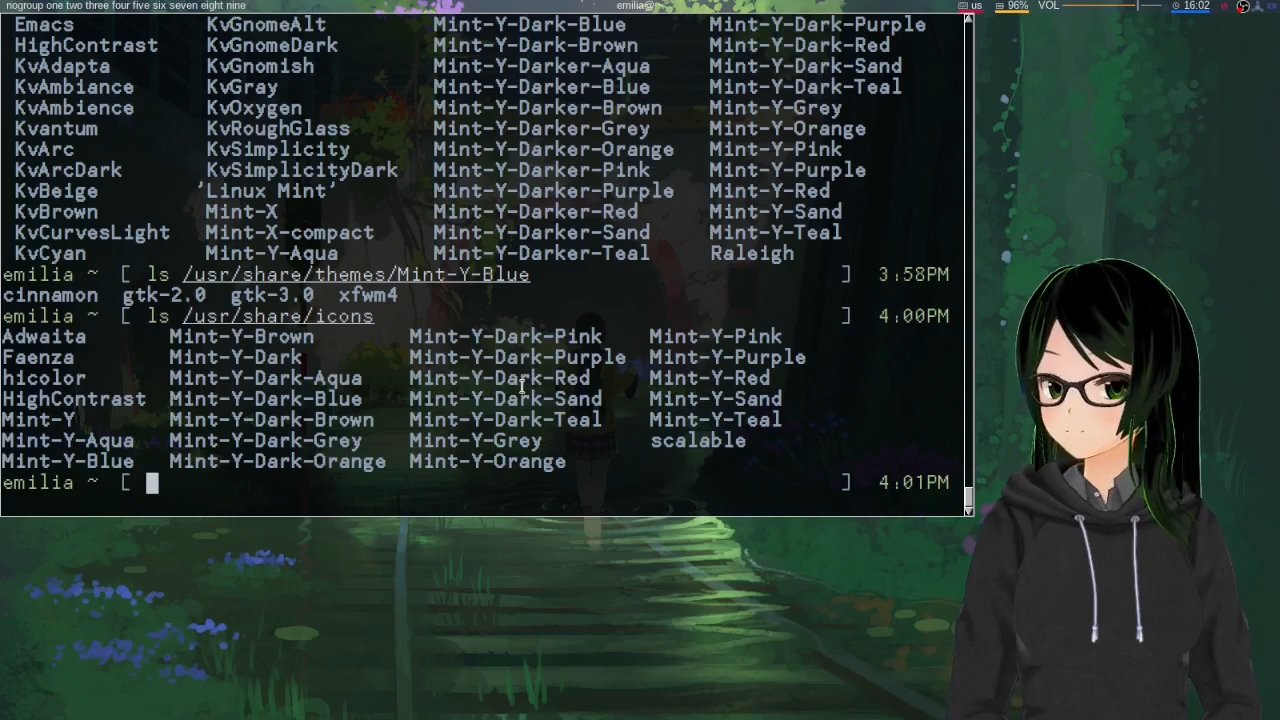 nogroup one two three four five six seven eight nine emilia@ us 96% VOL 16:02
Emacs KvGnomeAlt Mint-Y-Dark-Blue Mint-Y-Dark-Purple
HighContrast KvGnomeDark Mint-Y-Dark-Brown Mint-Y-Dark-Red
KvAdapta KvGnomish Mint-Y-Darker-Aqua Mint-Y-Dark-Sand
KvAmbiance KvGray Mint-Y-Darker-Blue Mint-Y-Dark-Teal
KvAmbience KvOxygen Mint-Y-Darker-Brown Mint-Y-Grey
Kvantum KvRoughGlass Mint-Y-Darker-Grey Mint-Y-Orange
KvArc KvSimplicity Mint-Y-Darker-Orange Mint-Y-Pink
KvArcDark KvSimplicityDark Mint-Y-Darker-Pink Mint-Y-Purple
KvBeige 'Linux Mint' Mint-Y-Darker-Purple Mint-Y-Red
KvBrown Mint-X Mint-Y-Darker-Red Mint-Y-Sand
KvCurvesLight Mint-X-compact Mint-Y-Darker-Sand Mint-Y-Teal
KvCyan Mint-Y-Aqua Mint-Y-Darker-Teal Raleigh
emilia ~ [ ls /usr/share/themes/Mint-Y-Blue ] 3:58PM
cinnamon gtk-2.0 gtk-3.0 xfwm4
emilia ~ [ ls /usr/share/icons ] 4:00PM
Adwaita Mint-Y-Brown Mint-Y-Dark-Pink Mint-Y-Pink
Faenza Mint-Y-Dark Mint-Y-Dark-Purple Mint-Y-Purple
hicolor Mint-Y-Dark-Aqua Mint-Y-Dark-Red Mint-Y-Red
HighContrast Mint-Y-Dark-Blue Mint-Y-Dark-Sand Mint-Y-Sand
Mint-Y Mint-Y-Dark-Brown Mint-Y-Dark-Teal Mint-Y-Teal
Mint-Y-Aqua Mint-Y-Dark-Grey Mint-Y-Grey scalable
Mint-Y-Blue Mint-Y-Dark-Orange Mint-Y-Orange
emilia ~ [ ] 4:01PM